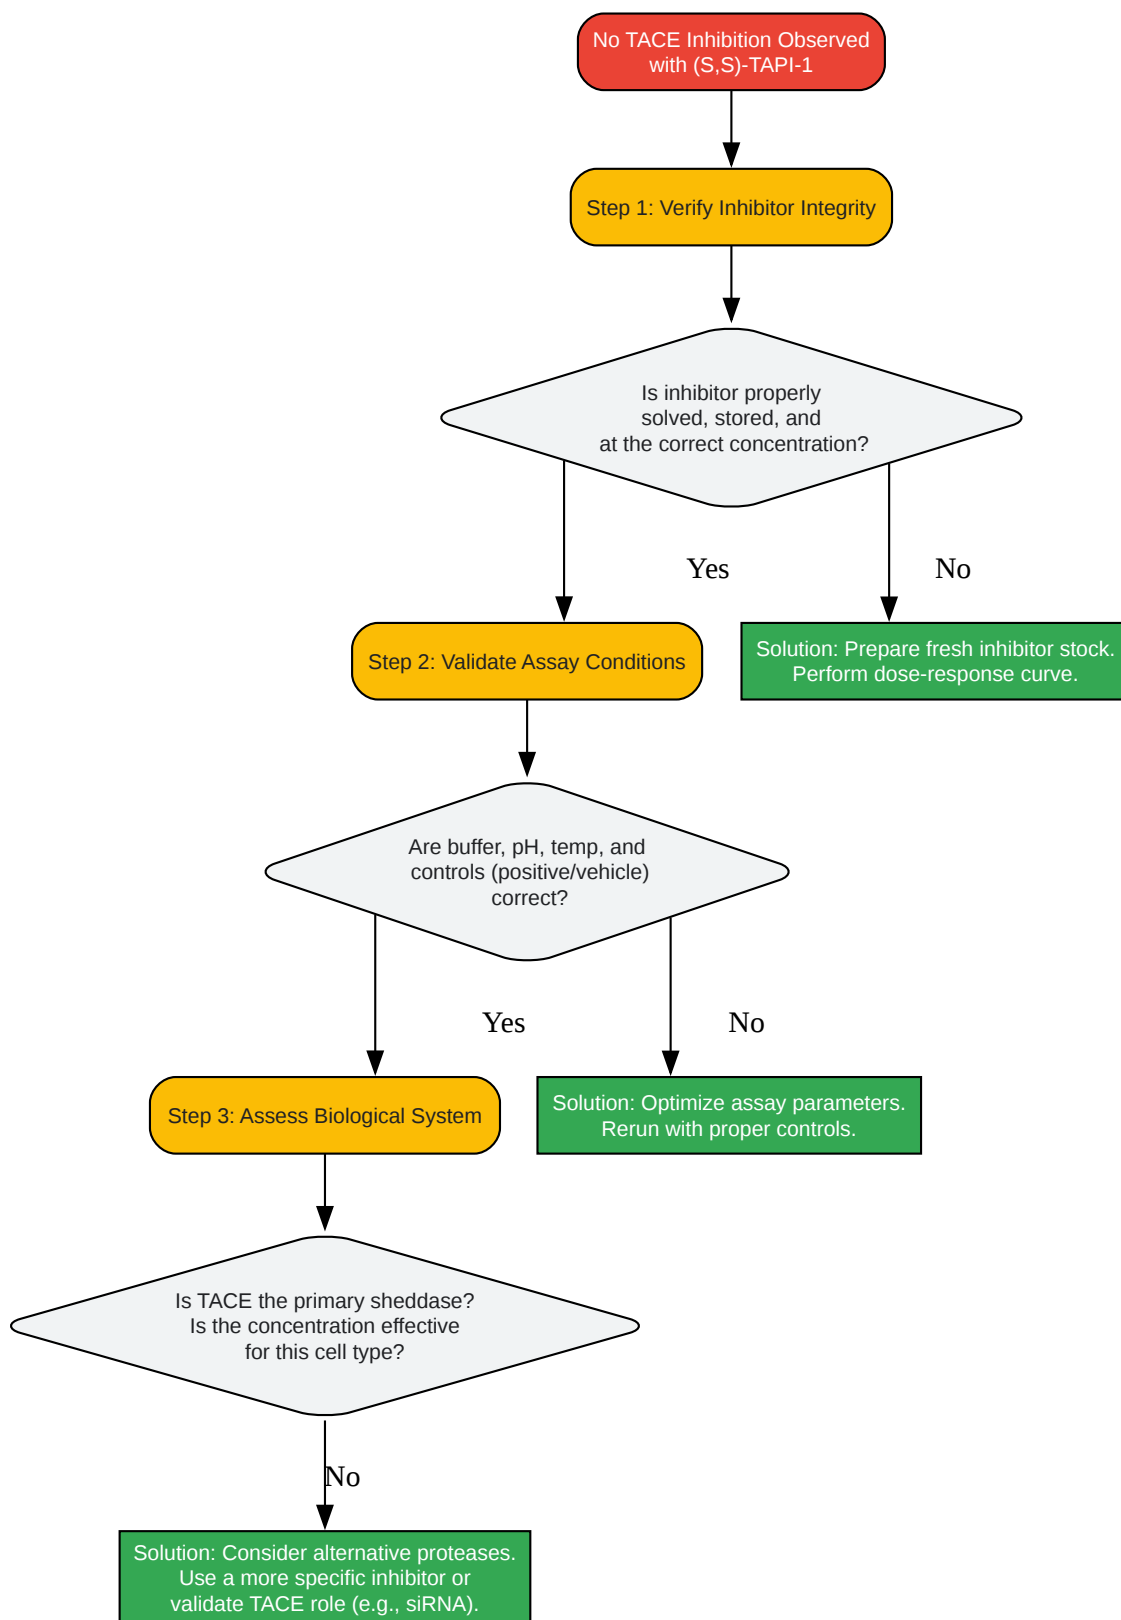 No TACE Inhibition Observed
with (S,S)-TAPI-1
Step 1: Verify Inhibitor Integrity
Is inhibitor properly
solved, stored, and
at the correct concentration?
Yes
No
Step 2: Validate Assay Conditions
Solution: Prepare fresh inhibitor stock.
Perform dose-response curve.
Are buffer, pH, temp, and
controls (positive/vehicle)
correct?
Yes
No
Step 3: Assess Biological System
Solution: Optimize assay parameters.
Rerun with proper controls.
Is TACE the primary sheddase?
Is the concentration effective
for this cell type?
No
Solution: Consider alternative proteases.
Use a more specific inhibitor or
validate TACE role (e.g., siRNA).